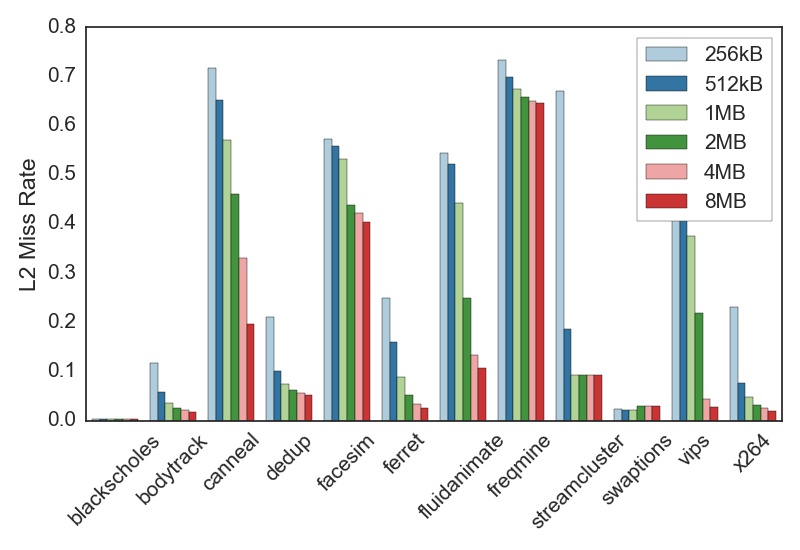 0.8
0.7
0.6
0.5
0.4
0.3
0.2
0.1
0.0
L2 Miss Rate
256kB
512kB
1MB
2MB
4MB
8MB
blackscholes
bodytrack
canneal
dedup
facesim
ferret
fluidanimate
freqmine
streamcluster
swaptions
vips
x264